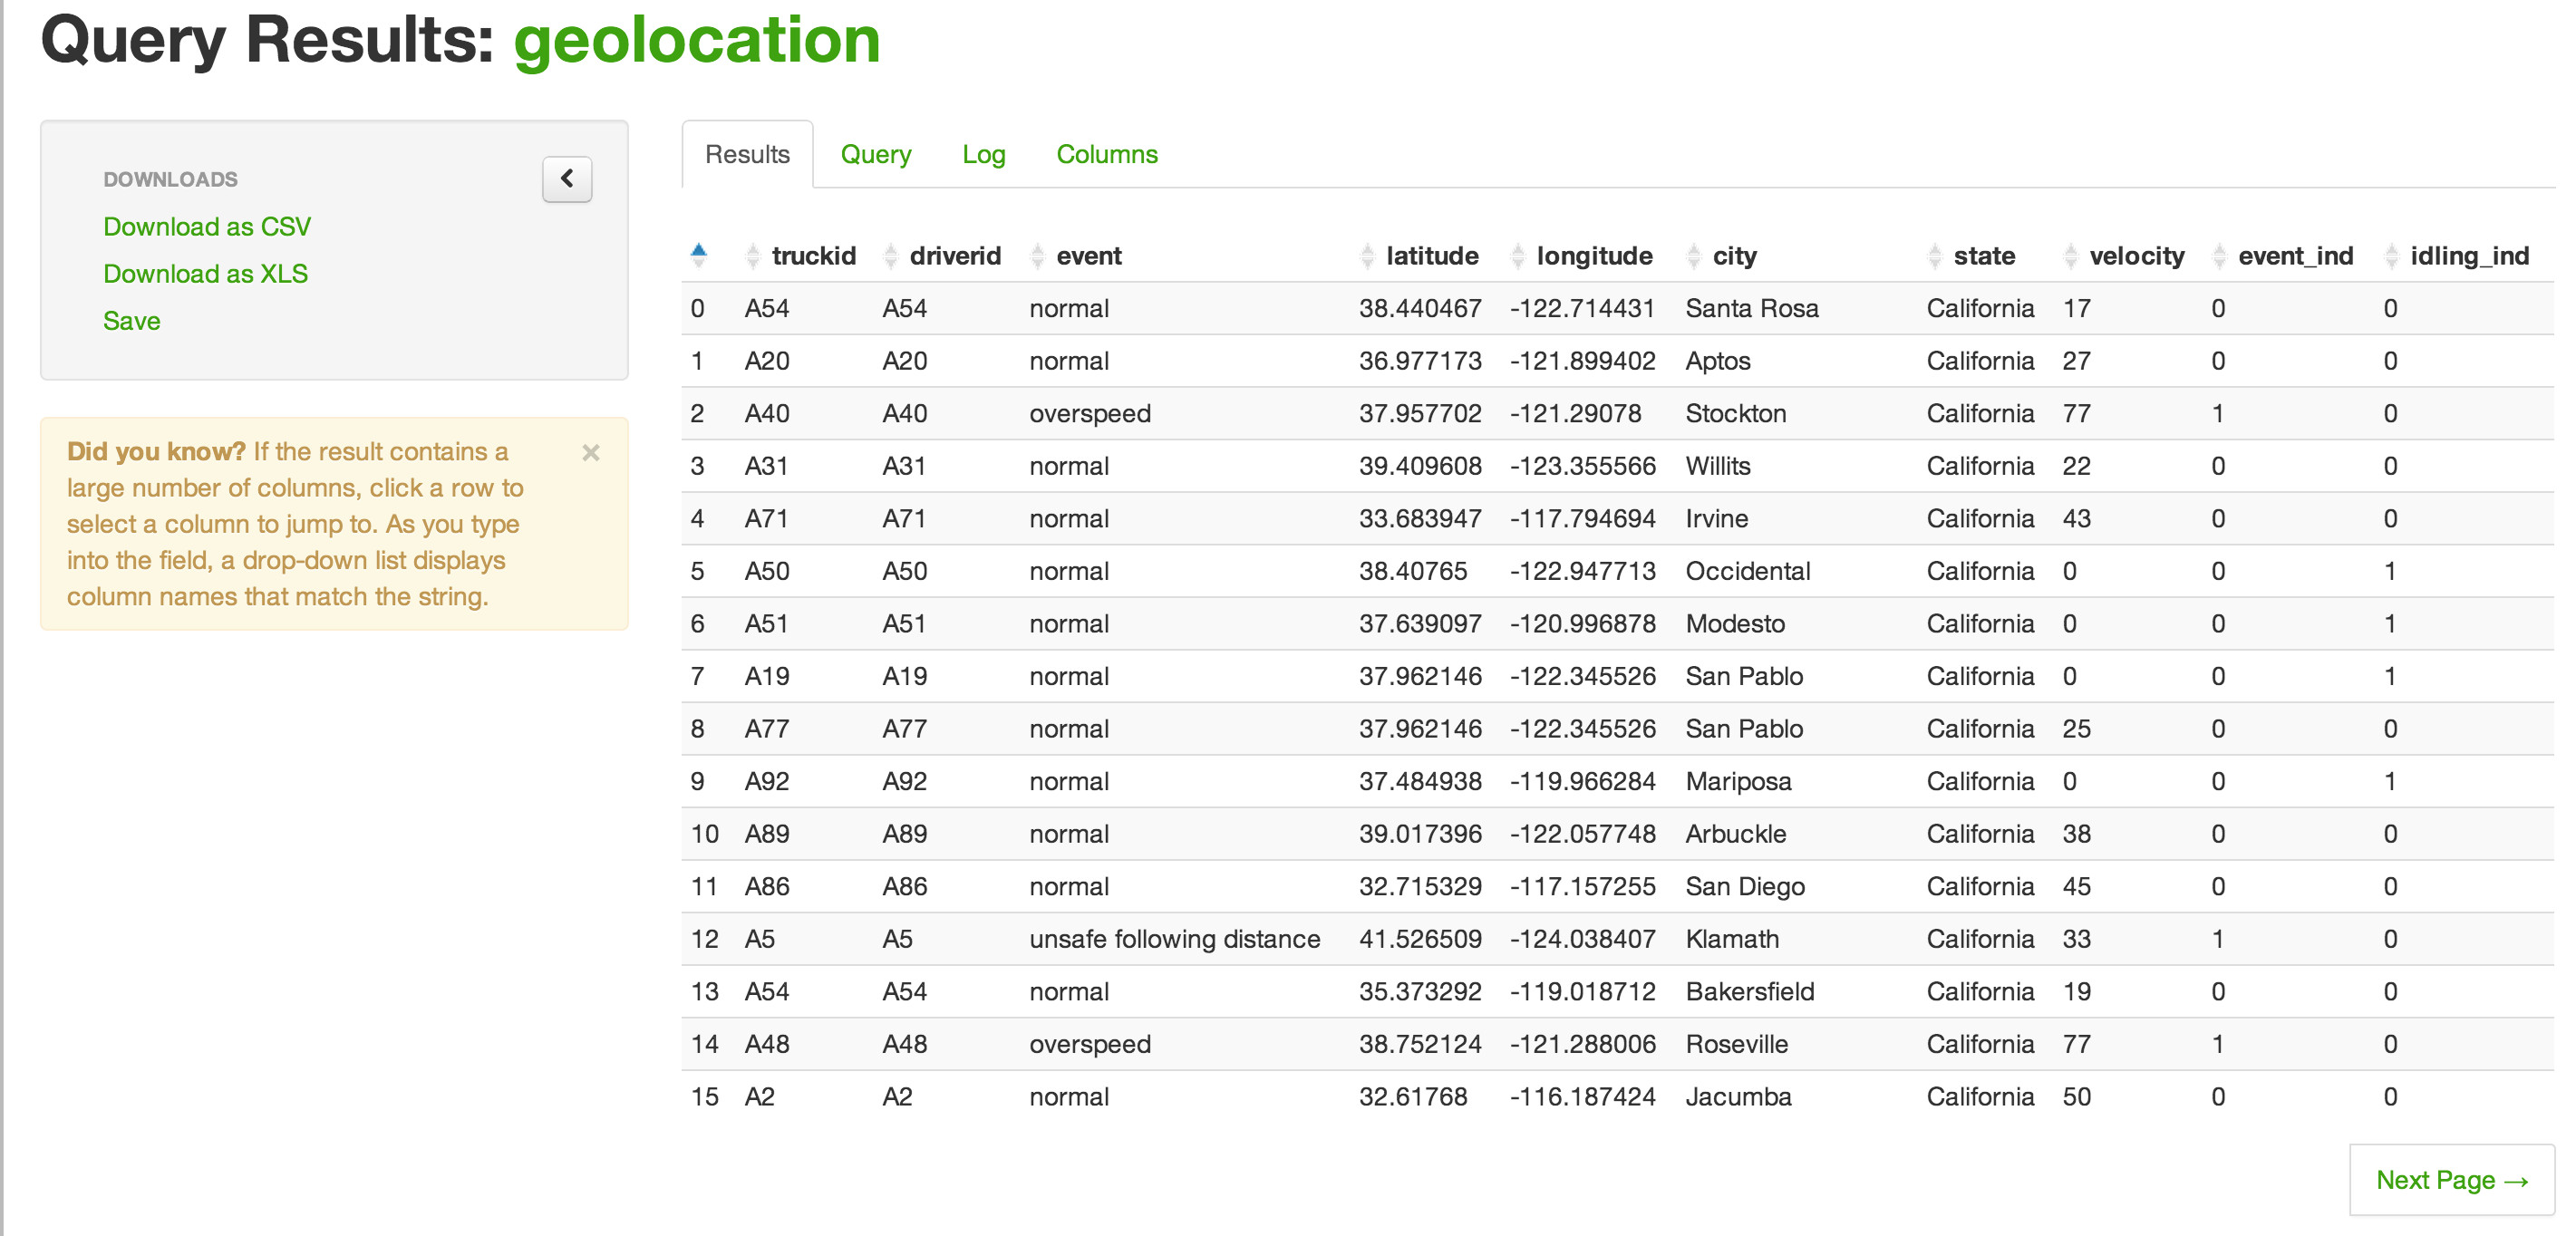 Query Results: geolocation
DOWNLOADS
Download as CSV
Download as XLS
Save
Did you know? If the result contains a
large number of columns, click a row to
select a column to jump to. As you type
into the field, a drop-down list displays
column names that match the string.
×
Results Query Log Columns
truckid driverid event latitude longitude city state velocity event_ind idling_ind
0 A54 A54 normal 38.440467 -122.714431 Santa Rosa California 17 0 0
1 A20 A20 normal 36.977173 -121.899402 Aptos California 27 0 0
2 A40 A40 overspeed 37.957702 -121.29078 Stockton California 77 1 0
3 A31 A31 normal 39.409608 -123.355566 Willits California 22 0 0
4 A71 A71 normal 33.683947 -117.794694 Irvine California 43 0 0
5 A50 A50 normal 38.40765 -122.947713 Occidental California 0 0 1
6 A51 A51 normal 37.639097 -120.996878 Modesto California 0 0 1
7 A19 A19 normal 37.962146 -122.345526 San Pablo California 0 0 1
8 A77 A77 normal 37.962146 -122.345526 San Pablo California 25 0 0
9 A92 A92 normal 37.484938 -119.966284 Mariposa California 0 0 1
10 A89 A89 normal 39.017396 -122.057748 Arbuckle California 38 0 0
11 A86 A86 normal 32.715329 -117.157255 San Diego California 45 0 0
12 A5 A5 unsafe following distance 41.526509 -124.038407 Klamath California 33 1 0
13 A54 A54 normal 35.373292 -119.018712 Bakersfield California 19 0 0
14 A48 A48 overspeed 38.752124 -121.288006 Roseville California 77 1 0
15 A2 A2 normal 32.61768 -116.187424 Jacumba California 50 0 0
Next Page →